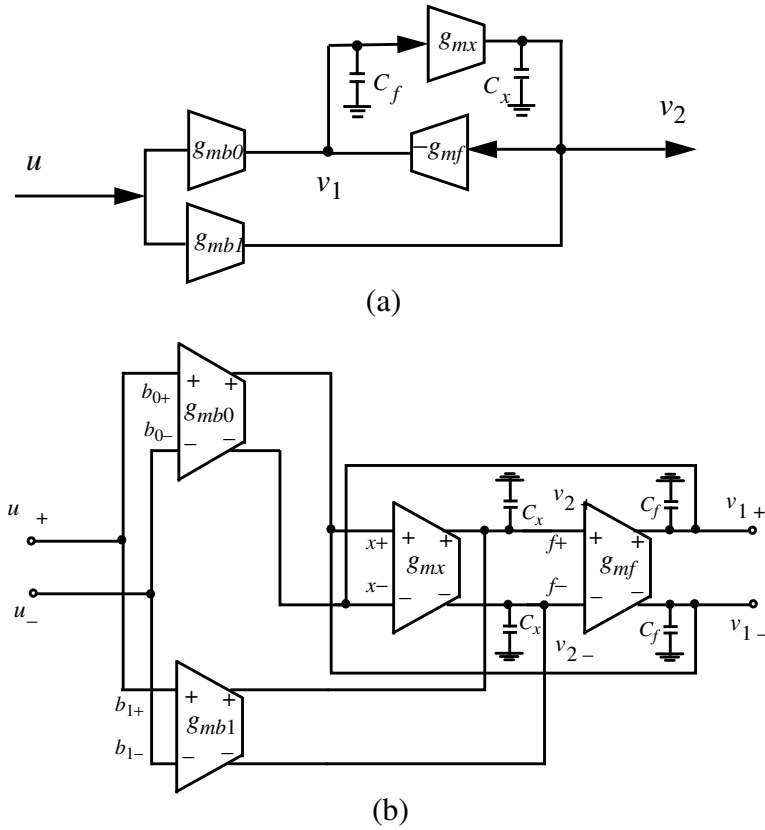 g_mx
C_f
C_x
v_2
g_mb0
−g_mf
u
v_1
g_mb1
(a)
+ +
b_0+
g_mb0
b_0−
− −
u_+
C_x
v_2+
C_f
v_1+
x+ + + f+ + +
g_mx
g_mf
x− − − f− − −
u_−
C_x
v_2−
C_f
v_1−
b_1+ + +
g_mb1
b_1− − −
(b)